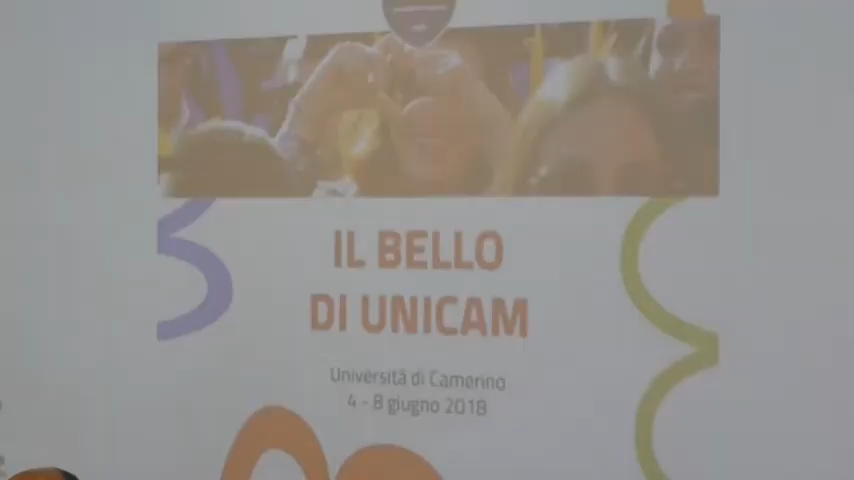 IL BELLO
DI UNICAM
Università di Camerino
4 - 8 giugno 2018